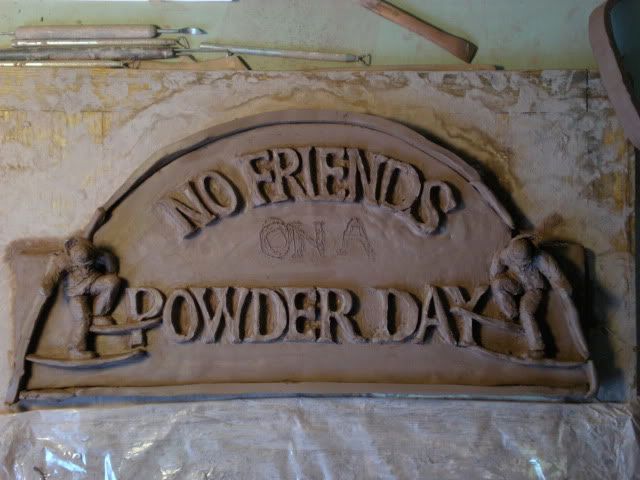 NO FRIENDS
ON A
POWDER DAY